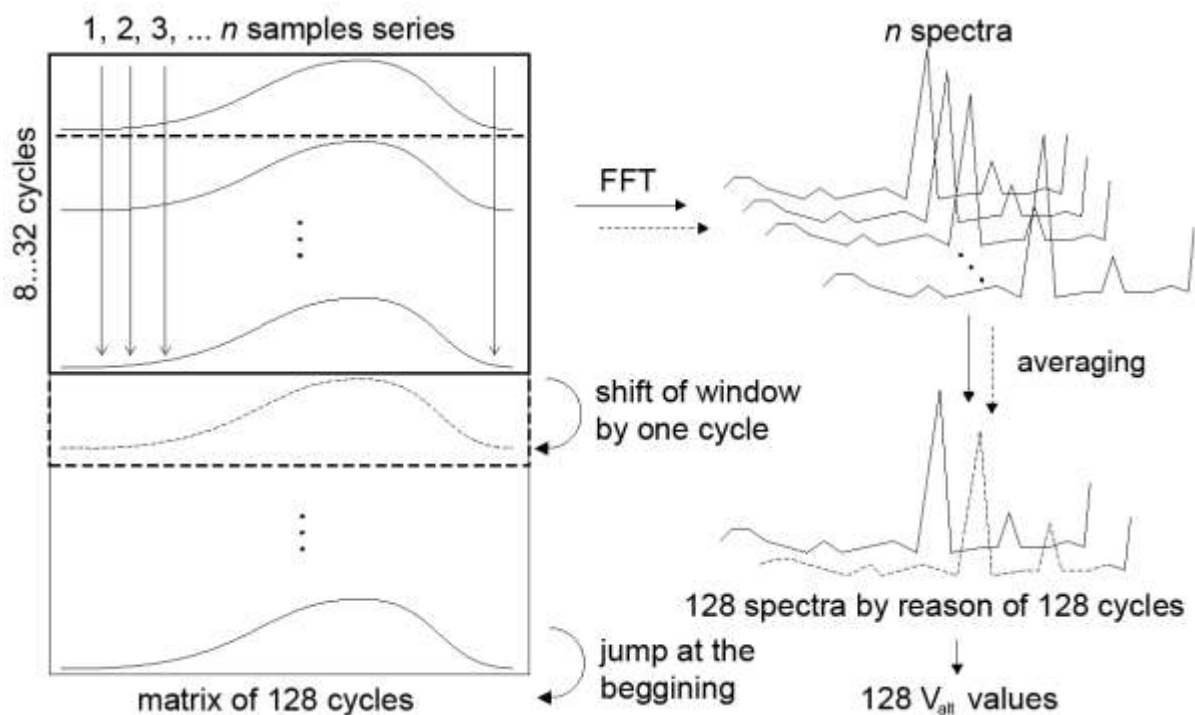 1, 2, 3, ... n samples series
n spectra
8...32 cycles
FFT
averaging
shift of window
by one cycle
128 spectra by reason of 128 cycles
jump at the
beggining
matrix of 128 cycles
128 Valt values